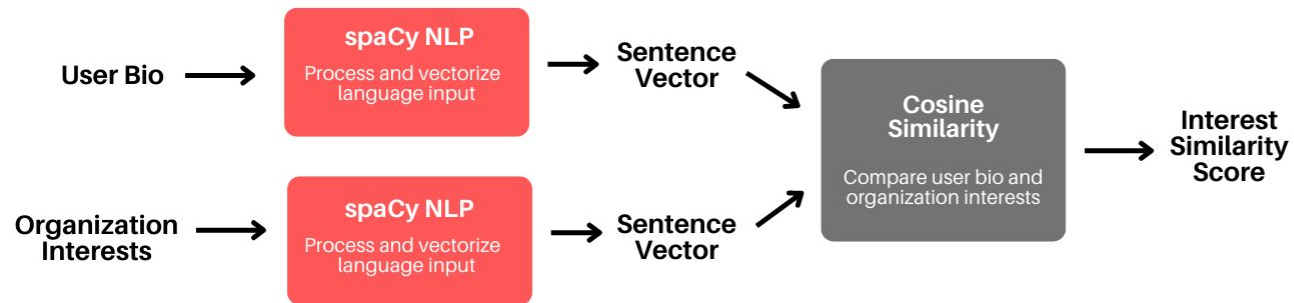 User Bio
spaCy NLP
Process and vectorize
language input
Sentence
Vector
Organization
Interests
spaCy NLP
Process and vectorize
language input
Sentence
Vector
Cosine
Similarity
Compare user bio and
organization interests
Interest
Similarity
Score